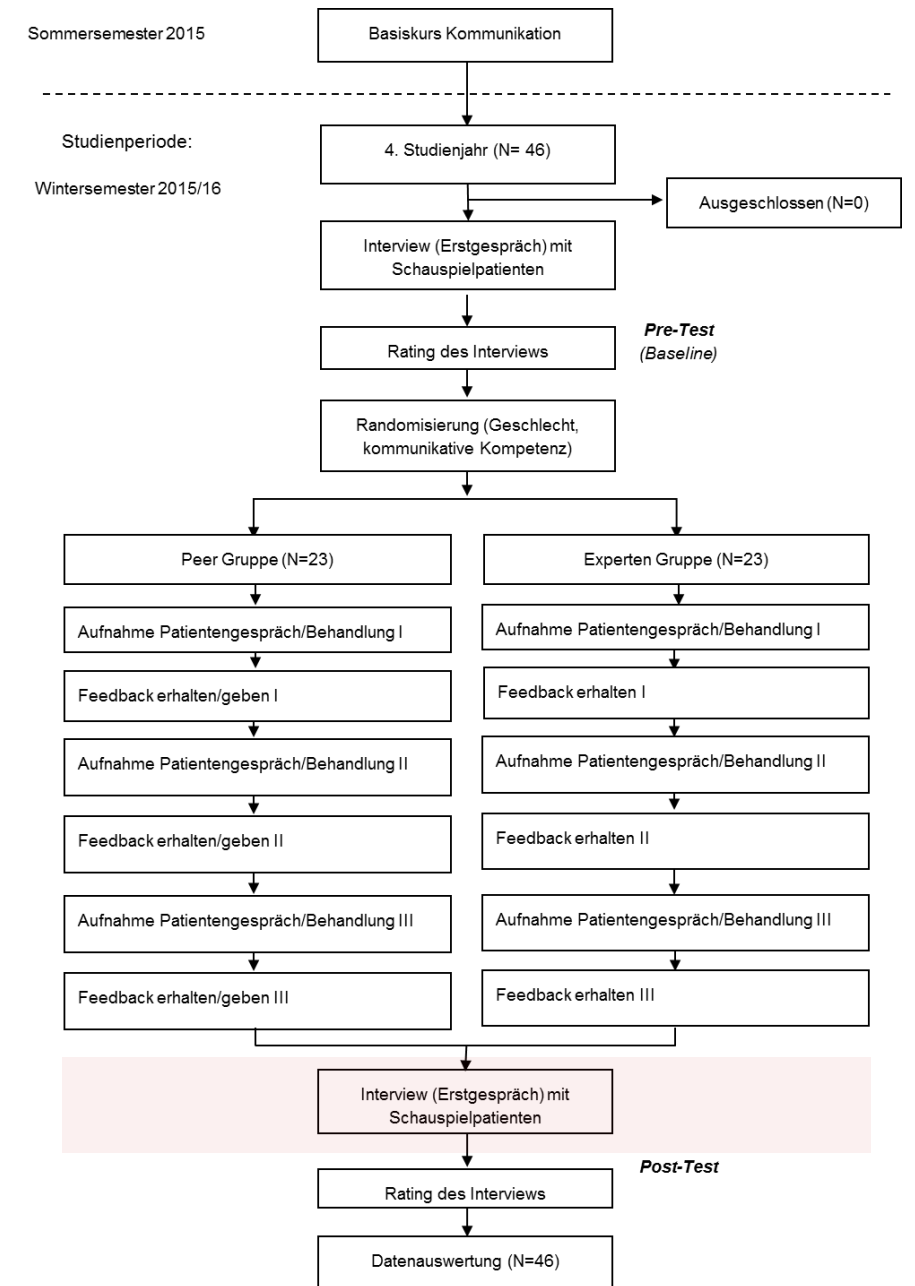 Sommersemester 2015
Basiskurs Kommunikation
Studienperiode:
Wintersemester 2015/16
4. Studienjahr (N= 46)
Ausgeschlossen (N=0)
Interview (Erstgespräch) mit
Schauspielpatienten
Pre-Test
(Baseline)
Rating des Interviews
Randomisierung (Geschlecht,
kommunikative Kompetenz)
Peer Gruppe (N=23)
Experten Gruppe (N=23)
Aufnahme Patientengespräch/Behandlung I
Aufnahme Patientengespräch/Behandlung I
Feedback erhalten/geben I
Feedback erhalten I
Aufnahme Patientengespräch/Behandlung II
Aufnahme Patientengespräch/Behandlung II
Feedback erhalten/geben II
Feedback erhalten II
Aufnahme Patientengespräch/Behandlung III
Aufnahme Patientengespräch/Behandlung III
Feedback erhalten/geben III
Feedback erhalten III
Interview (Erstgespräch) mit
Schauspielpatienten
Post-Test
Rating des Interviews
Datenauswertung (N=46)